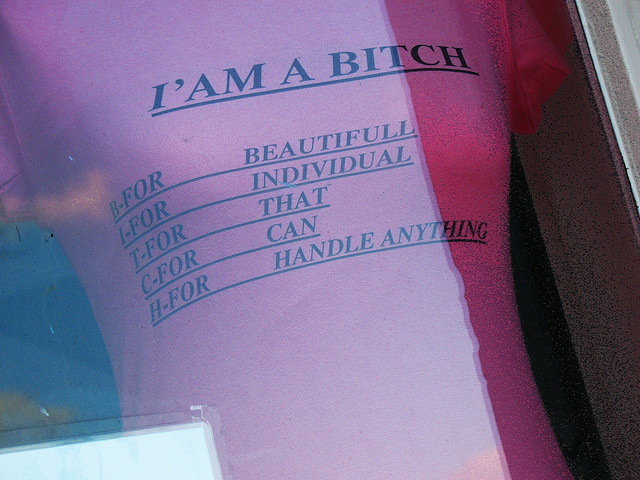 I'AM A BITCH
B-FOR BEAUTIFULL
I-FOR INDIVIDUAL
T-FOR THAT
C-FOR CAN
H-FOR HANDLE ANYTHING